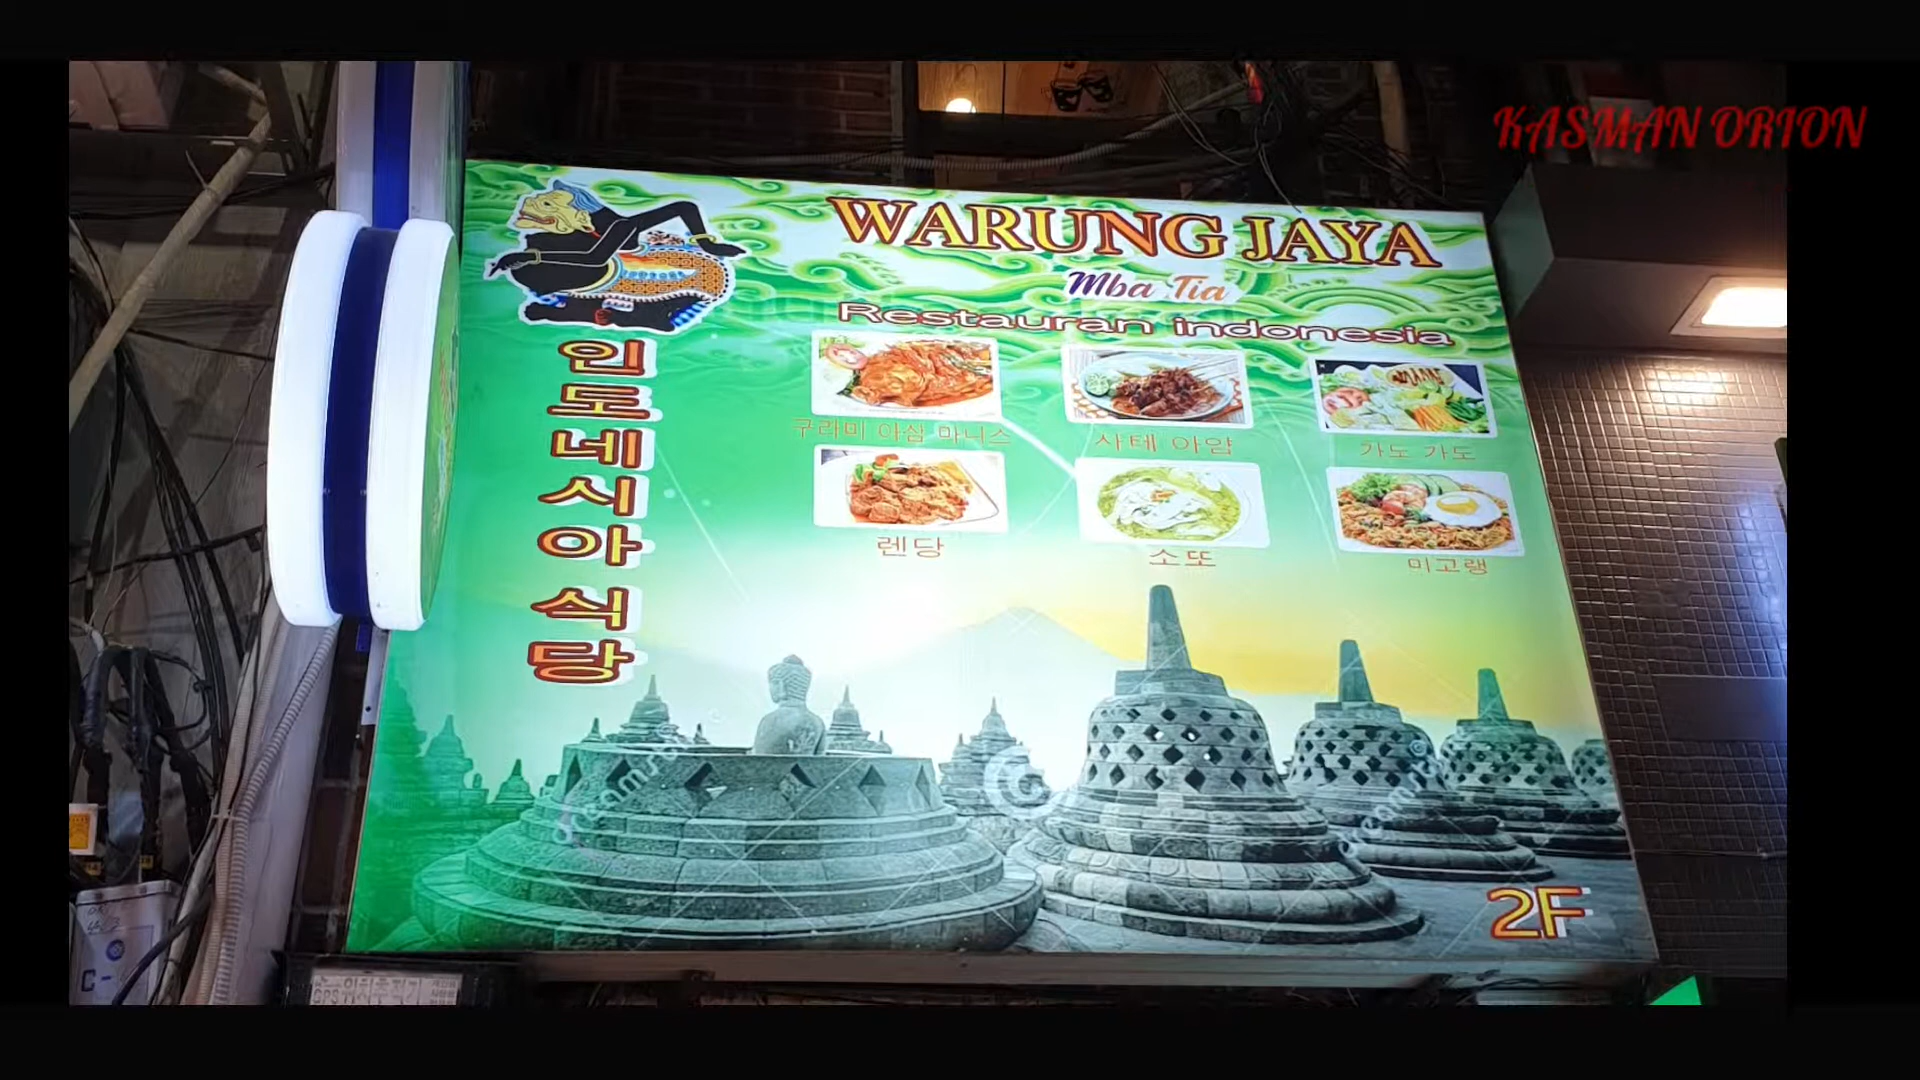 KASMAN ORION
WARUNG JAYA
Mba Tia
Restauran indonesia
인도네시아 식당
구라미 아삼 마니스
사테 아얌
가도 가도
렌당
소또
미고랭
2F